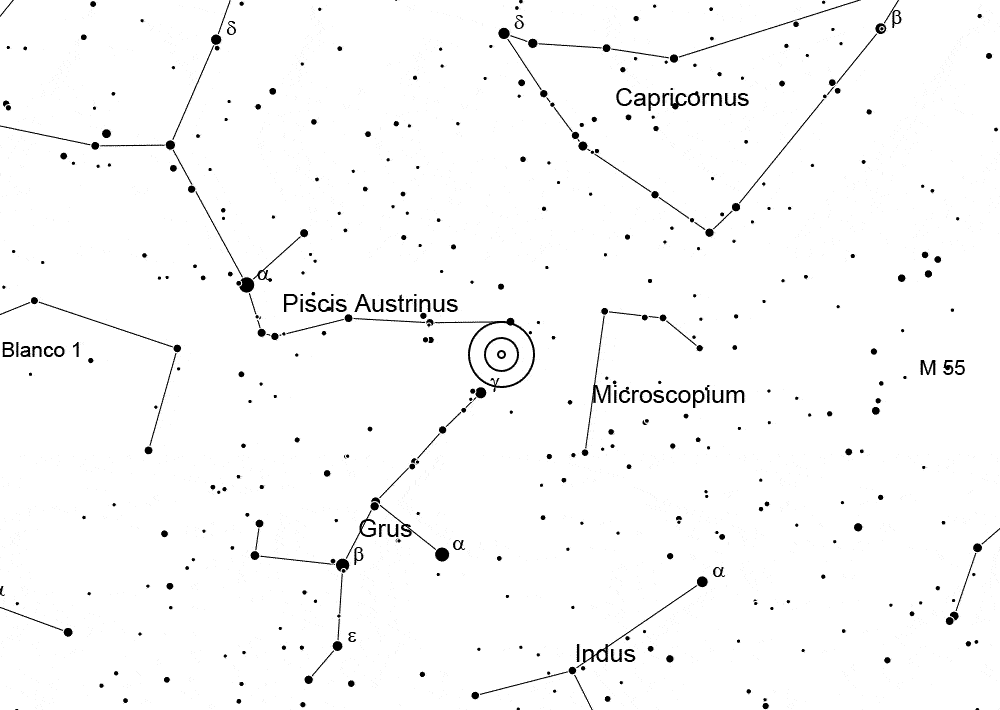 δ
δ
β
Capricornus
α
Piscis Austrinus
Blanco 1
M 55
γ
Microscopium
Grus
α
β
α
ε
Indus